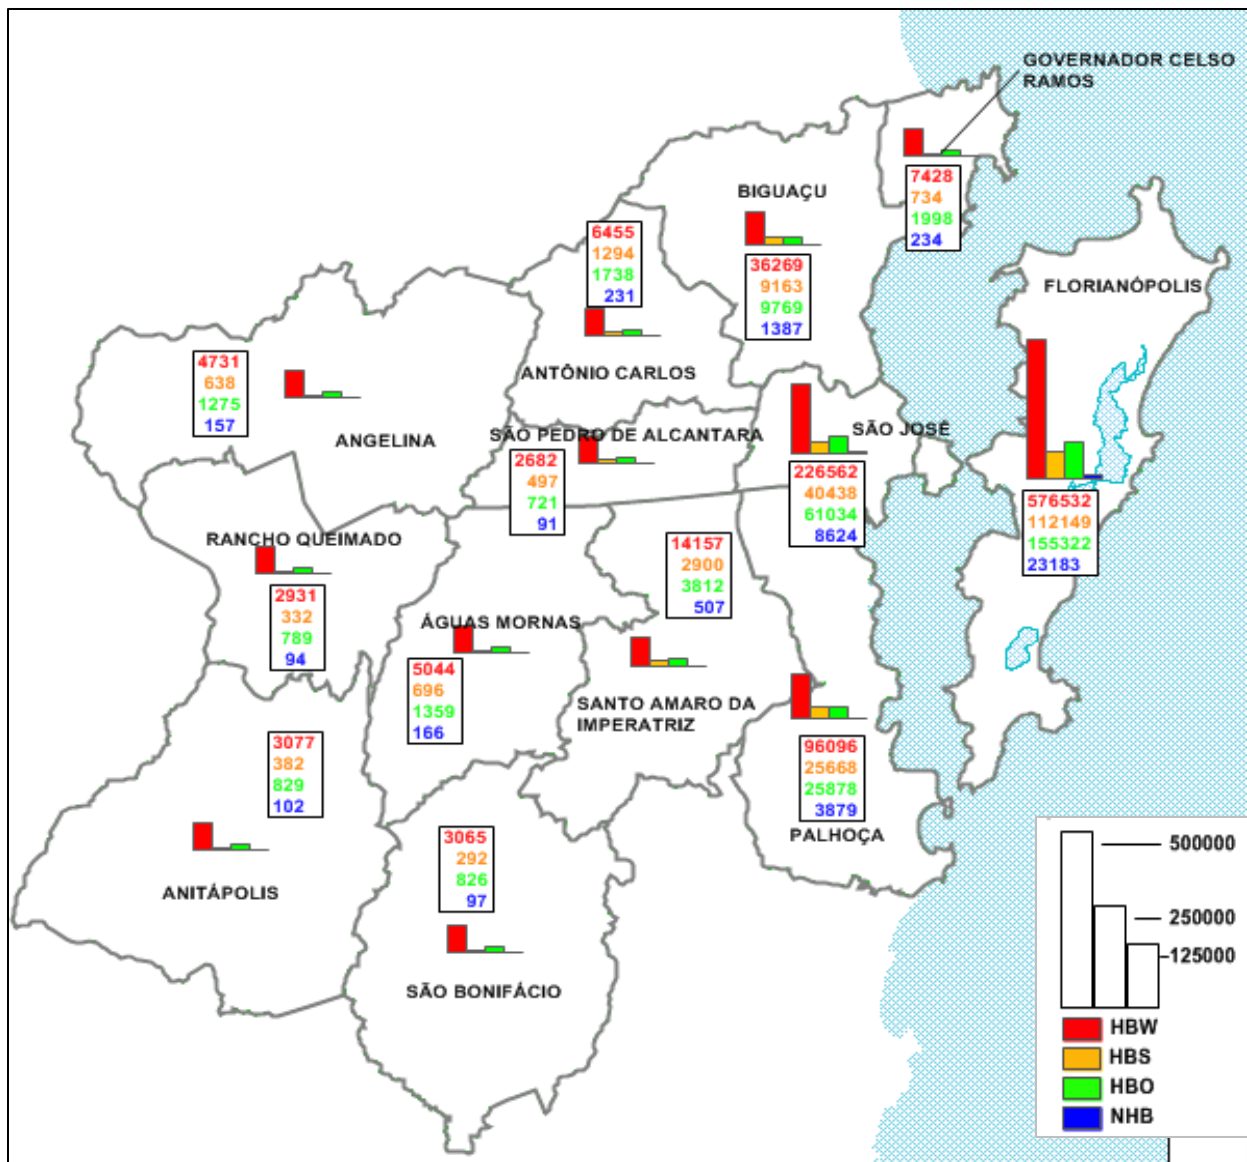 GOVERNADOR CELSO
RAMOS
7428
734
1998
234
BIGUAÇU
36269
9163
9769
1387
6455
1294
1738
231
ANTÔNIO CARLOS
FLORIANÓPOLIS
576532
112149
155322
23183
4731
638
1275
157
ANGELINA
SÃO PEDRO DE ALCANTARA
2682
497
721
91
SÃO JOSÉ
226562
40438
61034
8624
RANCHO QUEIMADO
2931
332
789
94
14157
2900
3812
507
SANTO AMARO DA
IMPERATRIZ
ÁGUAS MORNAS
5044
696
1359
166
3077
382
829
102
ANITÁPOLIS
96096
25668
25878
3879
PALHOÇA
3065
292
826
97
SÃO BONIFÁCIO
500000
250000
125000
HBW
HBS
HBO
NHB